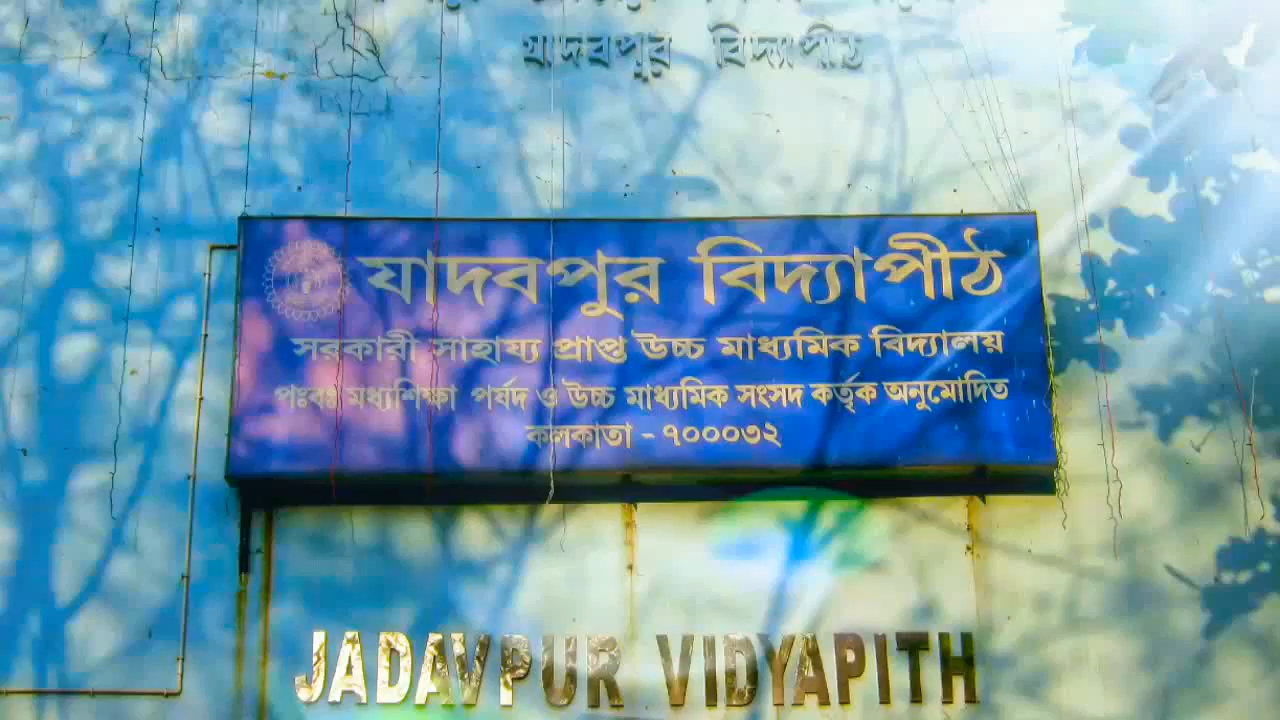 যাদবপুর বিদ্যাপীঠ
যাদবপুর বিদ্যাপীঠ
সরকারী সাহায্য প্রাপ্ত উচ্চ মাধ্যমিক বিদ্যালয়
পঃবঃ মধ্যশিক্ষা পর্ষদ ও উচ্চ মাধ্যমিক সংসদ কর্তৃক অনুমোদিত
কলকাতা - ৭০০০৩২
JADAVPUR VIDYAPITH